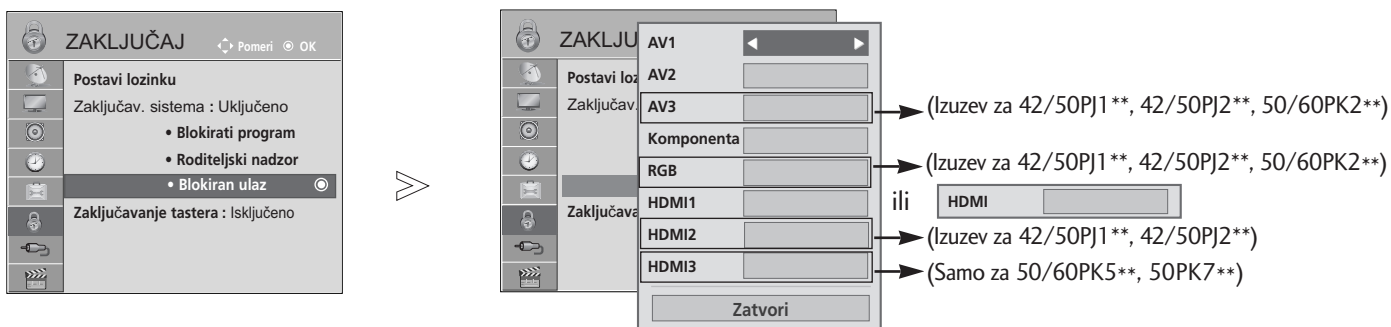 ZAKLJUČAJ Pomeri OK
Postavi lozinku
Zaključav. sistema : Uključeno
• Blokirati program
• Roditeljski nadzor
• Blokiran ulaz
Zaključavanje tastera : Isključeno
ZAKLJU
Postavi loz
Zaključav.
Zaključava
AV1
AV2
AV3
Komponenta
RGB
HDMI1
HDMI2
HDMI3
Zatvori
(Izuzev za 42/50PJ1**, 42/50PJ2**, 50/60PK2**)
(Izuzev za 42/50PJ1**, 42/50PJ2**, 50/60PK2**)
ili HDMI
(Izuzev za 42/50PJ1**, 42/50PJ2**)
(Samo za 50/60PK5**, 50PK7**)